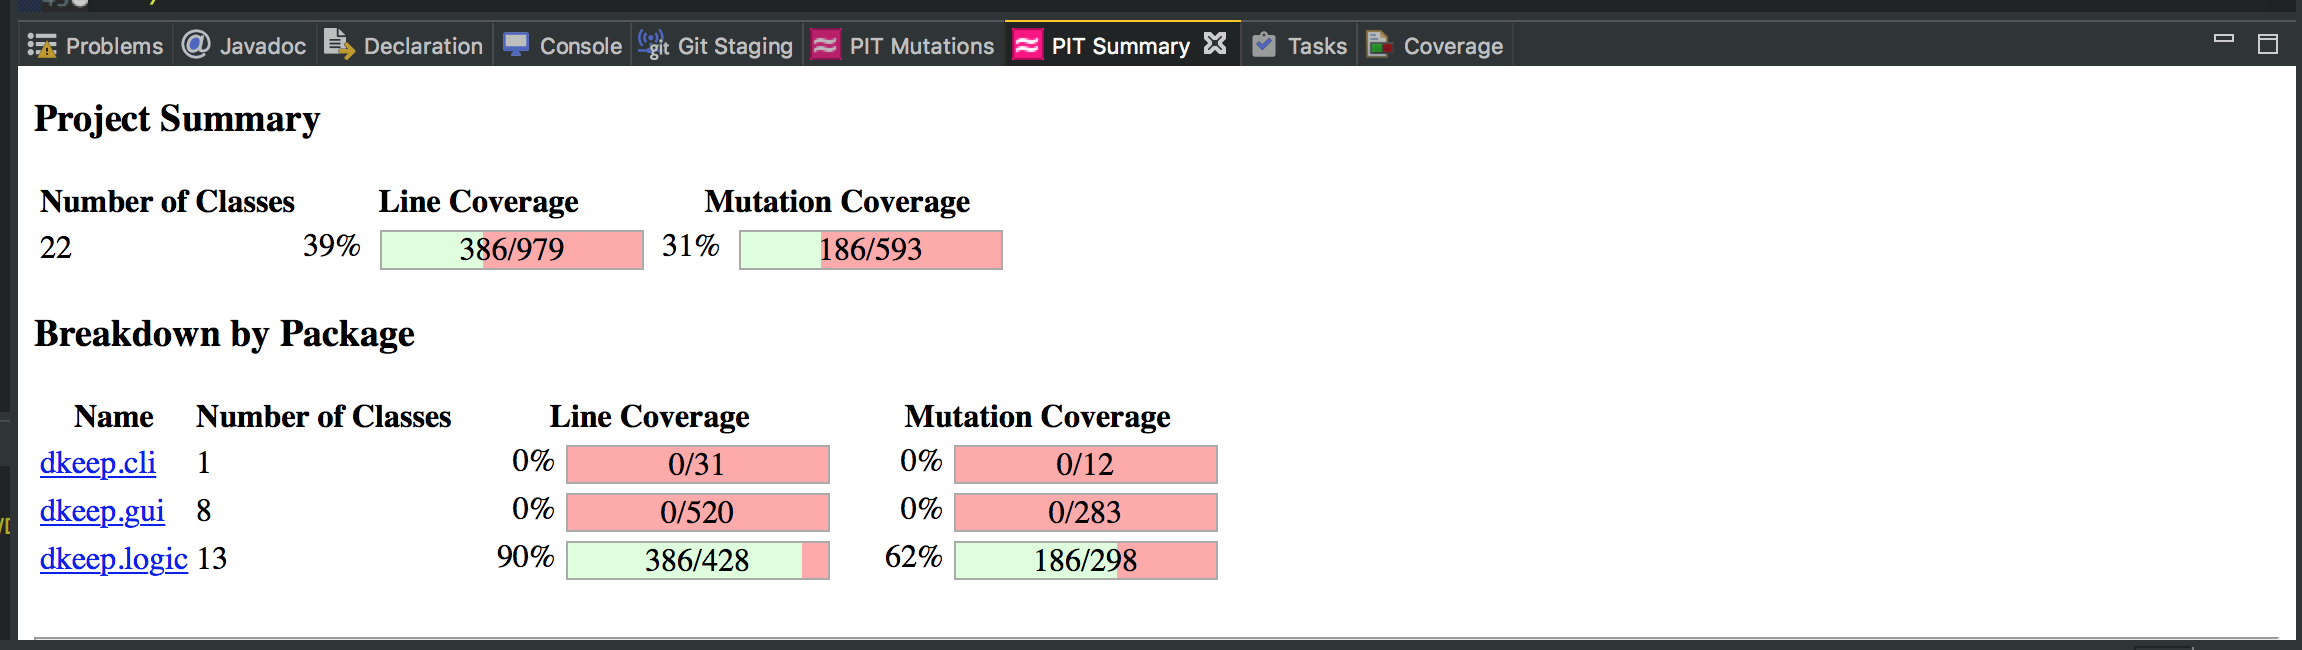 Problems Javadoc Declaration Console Git Staging PIT Mutations PIT Summary Tasks Coverage
Project Summary
Number of Classes Line Coverage Mutation Coverage
22 39% 386/979 31% 186/593
Breakdown by Package
Name Number of Classes Line Coverage Mutation Coverage
dkeep.cli 1 0% 0/31 0% 0/12
dkeep.gui 8 0% 0/520 0% 0/283
dkeep.logic 13 90% 386/428 62% 186/298